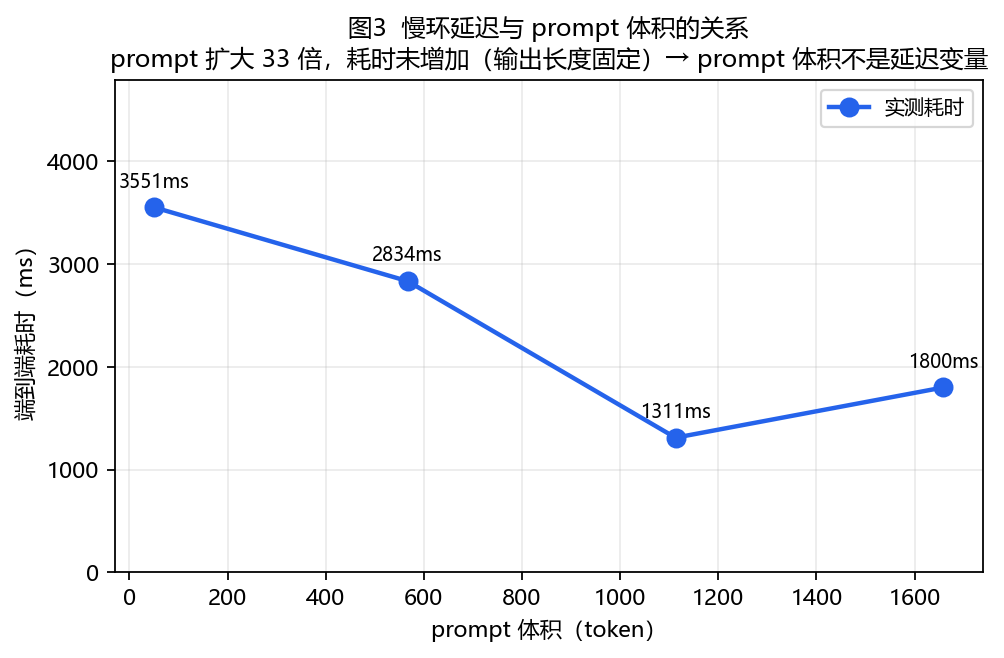 图3  慢环延迟与 prompt 体积的关系
prompt 扩大 33 倍，耗时未增加（输出长度固定）→ prompt 体积不是延迟变量
实测耗时
端到端耗时（ms）
4000
3000
2000
1000
0
3551ms
2834ms
1311ms
1800ms
0 200 400 600 800 1000 1200 1400 1600
prompt 体积（token）